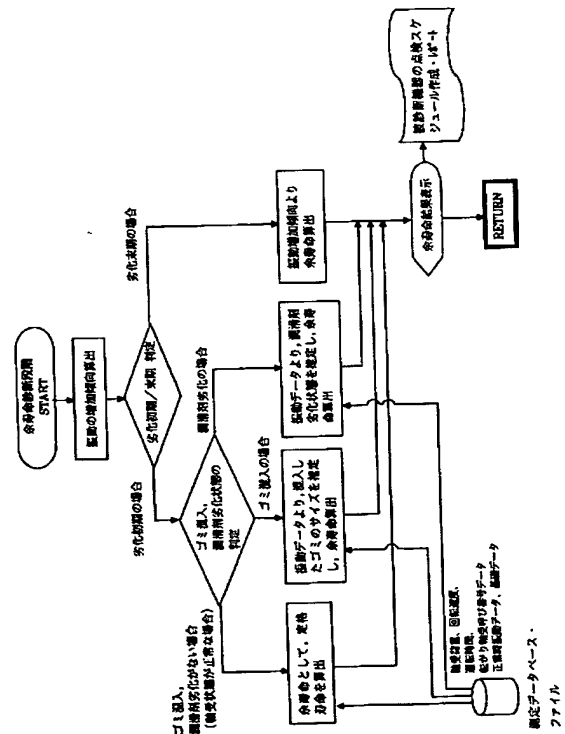 余寿命診断段階
START
振動の増加傾向算出
劣化初期／末期 判定
劣化初期の場合
劣化末期の場合
ゴミ混入,
潤滑剤劣化状態の
判定
ゴミ混入,
潤滑剤劣化がない場合
(軸受状態が正常な場合)
ゴミ混入の場合
潤滑剤劣化の場合
余寿命として, 定格
寿命を算出
振動データより, 混入し
たゴミのサイズを推定
し, 余寿命算出
振動データより, 潤滑剤
劣化状態を推定し, 余寿
命算出
振動増加傾向より
余寿命算出
測定データベース・
ファイル
軸受荷重, 回転速度,
運転時間,
転がり軸受呼び番号データ
正常時振動データ, 基礎データ
余寿命結果表示
被診断機器の点検スケ
ジュール作成・レポート
RETURN